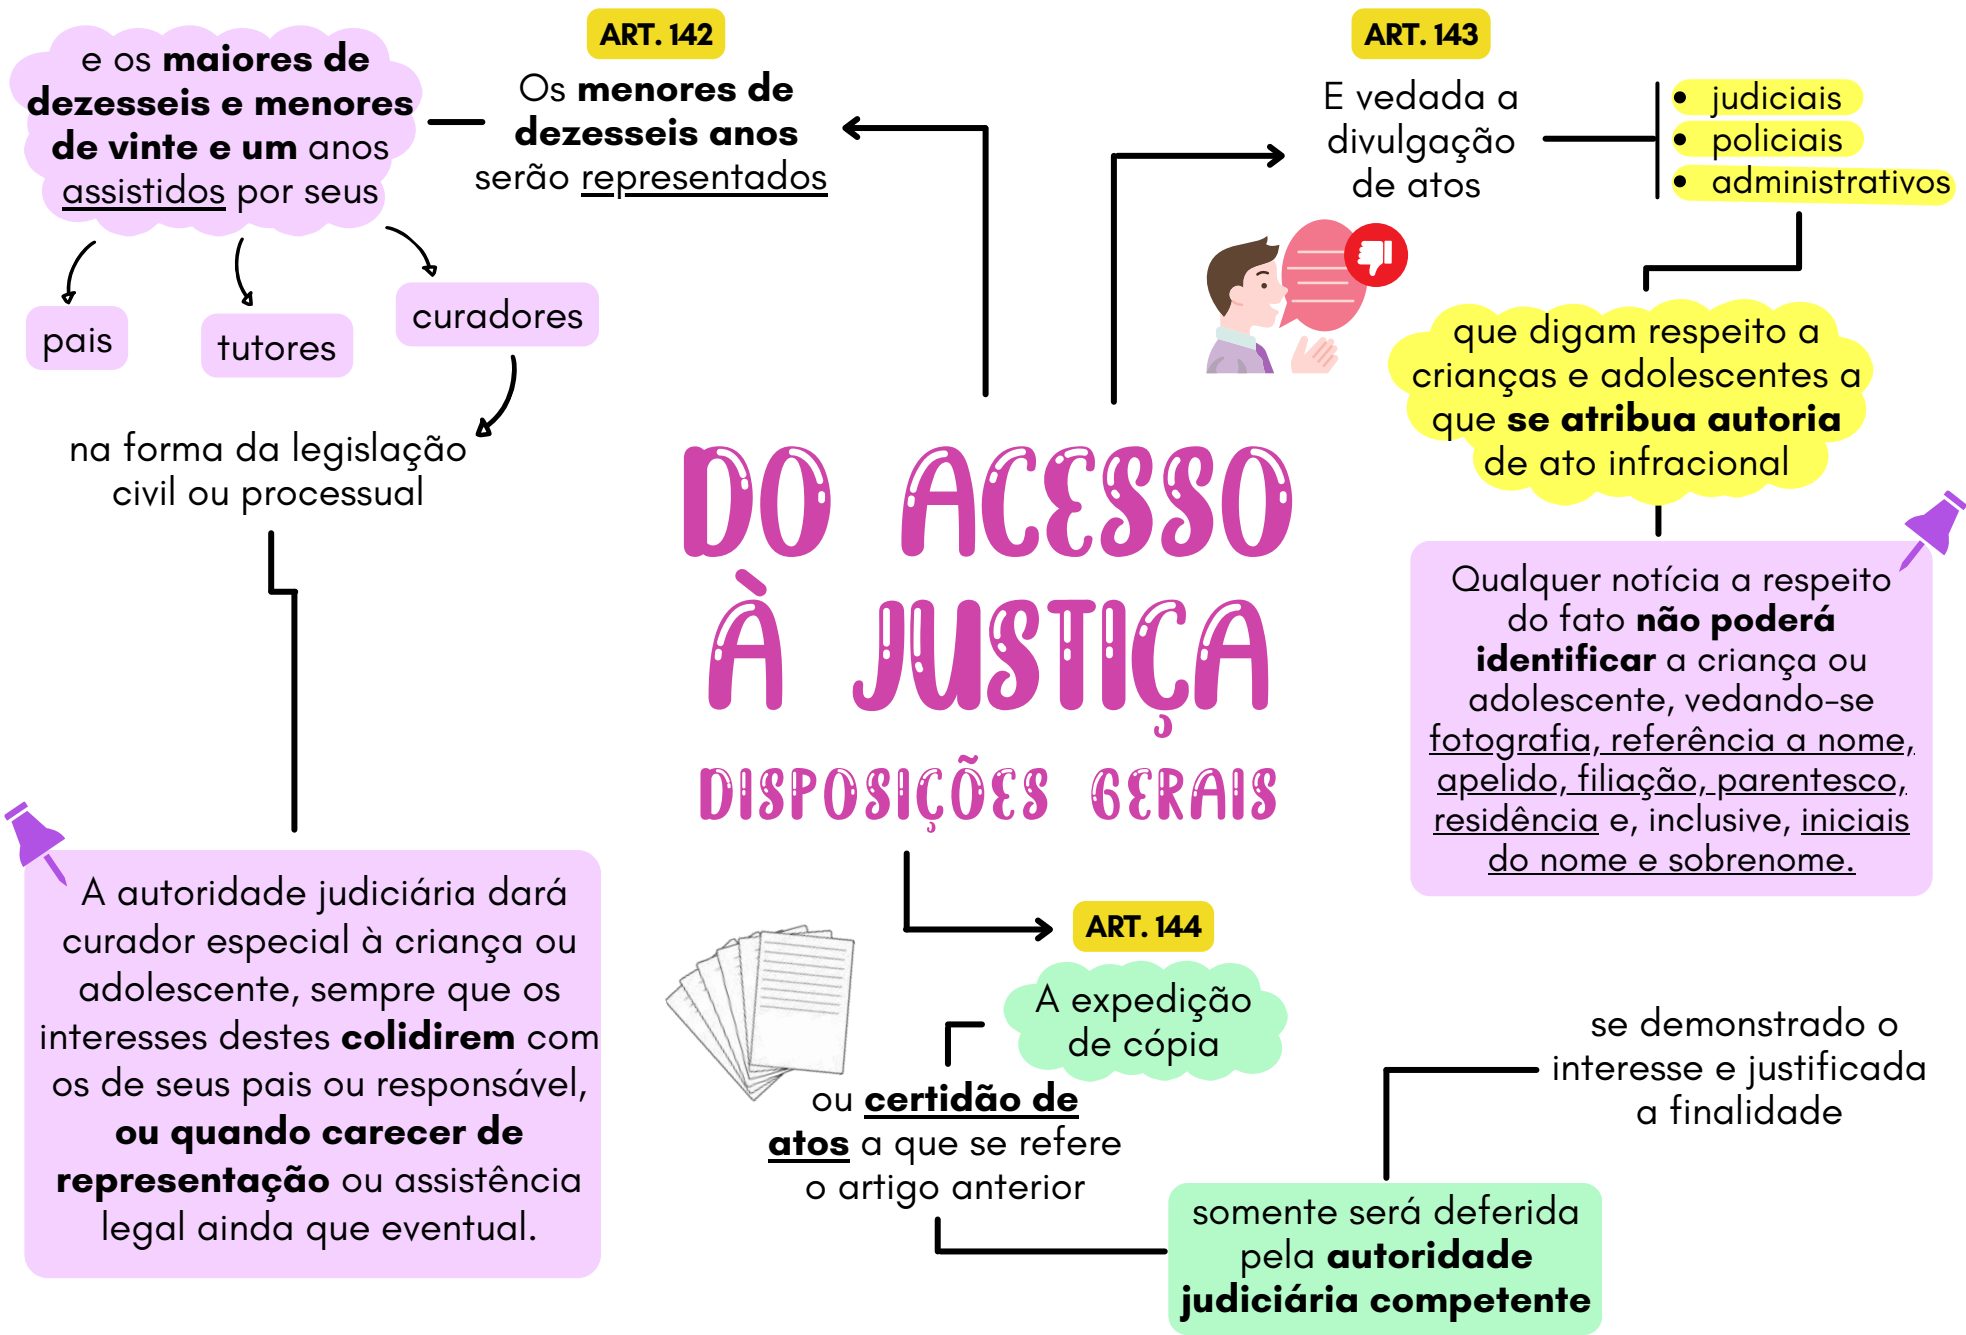 DO ACESSO
À JUSTIÇA
DISPOSIÇÕES GERAIS
ART. 142
Os menores de
dezesseis anos
serão representados
e os maiores de
dezesseis e menores
de vinte e um anos
assistidos por seus
pais
tutores
curadores
na forma da legislação
civil ou processual
A autoridade judiciária dará
curador especial à criança ou
adolescente, sempre que os
interesses destes colidirem com
os de seus pais ou responsável,
ou quando carecer de
representação ou assistência
legal ainda que eventual.
ART. 143
E vedada a
divulgação
de atos
• judiciais
• policiais
• administrativos
que digam respeito a
crianças e adolescentes a
que se atribua autoria
de ato infracional
Qualquer notícia a respeito
do fato não poderá
identificar a criança ou
adolescente, vedando-se
fotografia, referência a nome,
apelido, filiação, parentesco,
residência e, inclusive, iniciais
do nome e sobrenome.
ART. 144
A expedição
de cópia
ou certidão de
atos a que se refere
o artigo anterior
somente será deferida
pela autoridade
judiciária competente
se demonstrado o
interesse e justificada
a finalidade